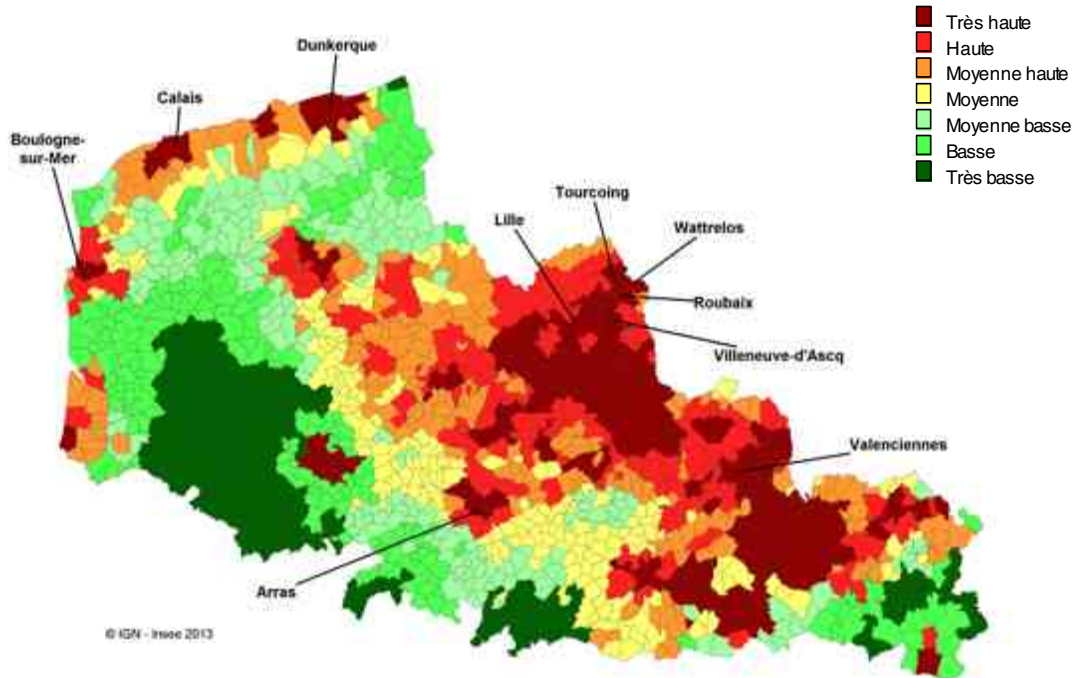 Très haute
Haute
Moyenne haute
Moyenne
Moyenne basse
Basse
Très basse
Dunkerque
Calais
Boulogne-
sur-Mer
Tourcoing
Lille
Wattrelos
Roubaix
Villeneuve-d'Ascq
Valenciennes
Arras
© IGN - Insee 2013